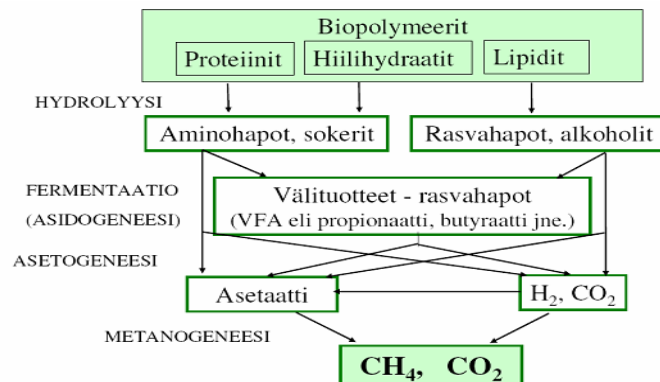 Biopolymeerit
Proteiinit Hiilihydraatit Lipidit
HYDROLYYSI
Aminohapot, sokerit Rasvahapot, alkoholit
FERMENTAATIO
(ASIDOGENEESI)
Välituotteet - rasvahapot
(VFA eli propionaatti, butyraatti jne.)
ASETOGENEESI
Asetaatti H₂, CO₂
METANOGENEESI
CH₄, CO₂